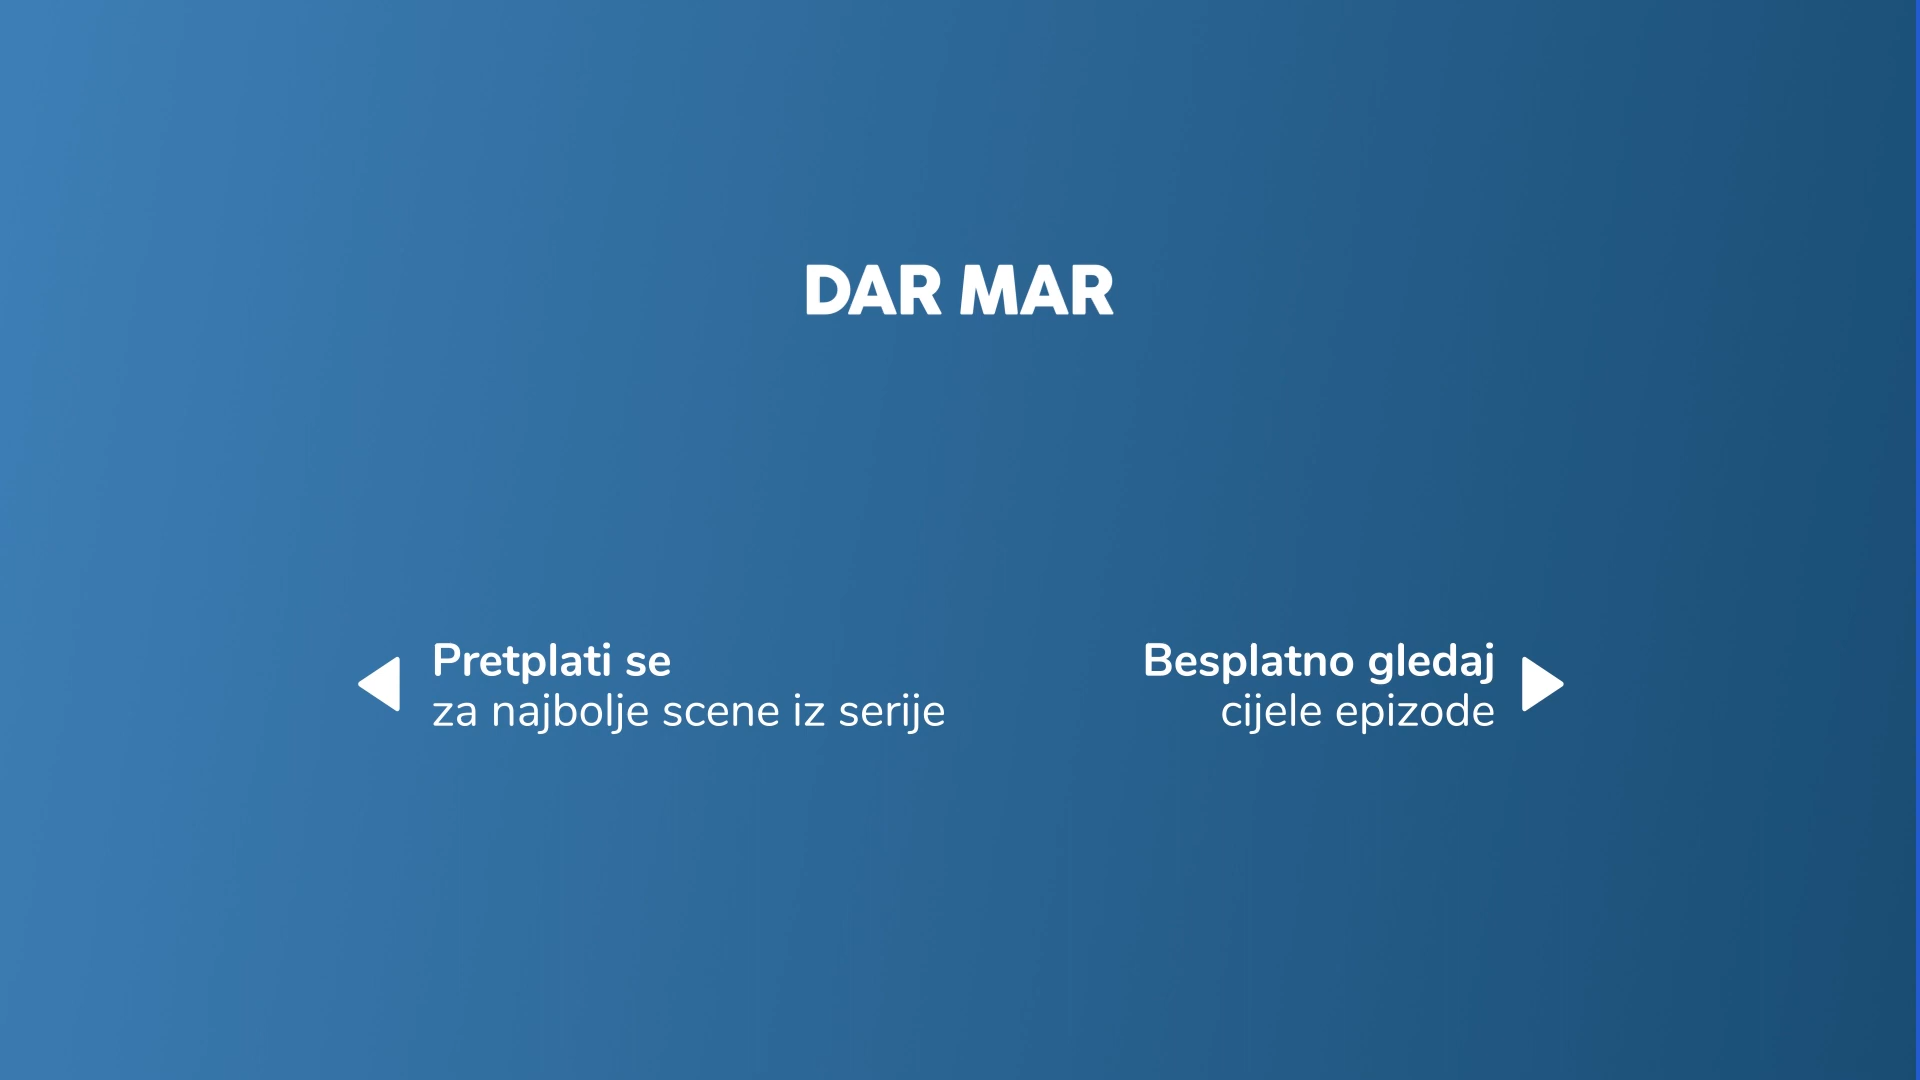 DAR MAR
Pretplati se
za najbolje scene iz serije
Besplatno gledaj
cijele epizode